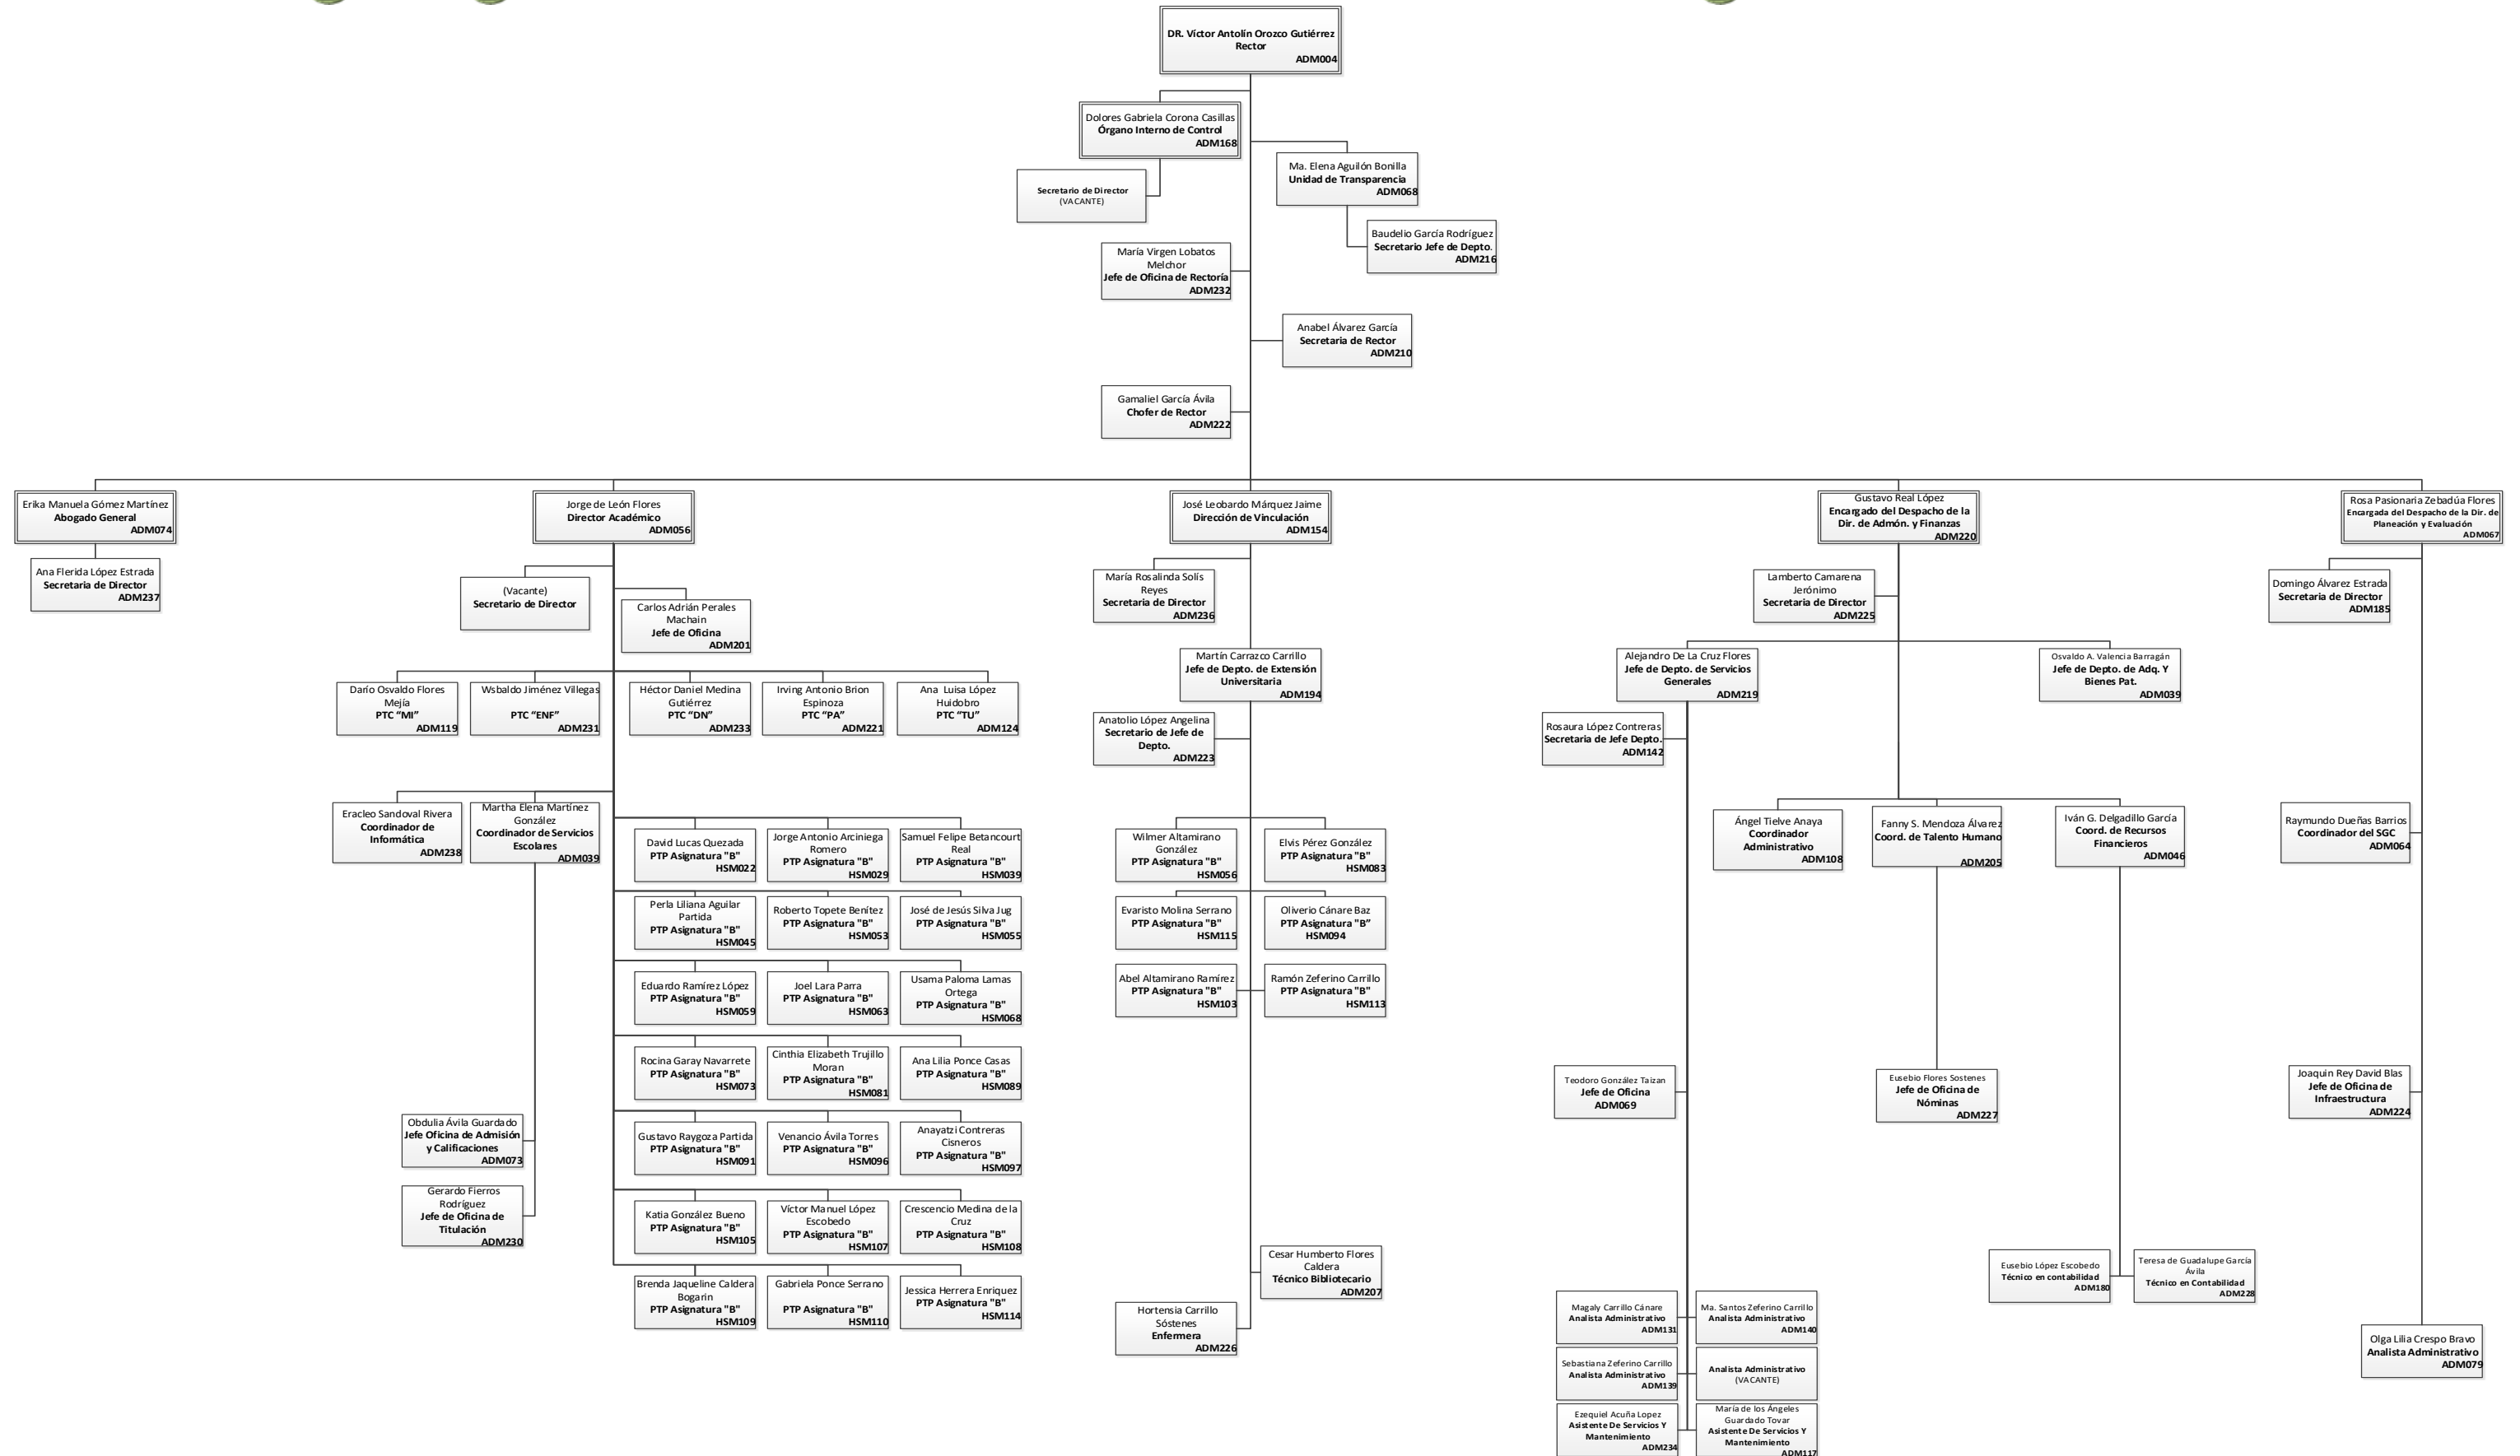 DR. Víctor Antolín Orozco Gutiérrez
Rector
ADM004
Dolores Gabriela Corona Casillas
Órgano Interno de Control
ADM168
Secretario de Director
(VACANTE)
Ma. Elena Aguilón Bonilla
Unidad de Transparencia
ADM068
Baudelio García Rodríguez
Secretario Jefe de Depto.
ADM216
María Virgen Lobatos
Melchor
Jefe de Oficina de Rectoría
ADM232
Anabel Álvarez García
Secretaria de Rector
ADM210
Gamaliel García Ávila
Chofer de Rector
ADM222
Erika Manuela Gómez Martínez
Abogado General
ADM074
Jorge de León Flores
Director Académico
ADM056
José Leobardo Márquez Jaime
Dirección de Vinculación
ADM154
Gustavo Real López
Encargado del Despacho de la
Dir. de Admón. y Finanzas
ADM220
Rosa Pasionaria Zebadúa Flores
Encargada del Despacho de la Dir. de
Planeación y Evaluación
ADM067
Ana Flerida López Estrada
Secretaria de Director
ADM237
(Vacante)
Secretario de Director
Carlos Adrián Perales
Machain
Jefe de Oficina
ADM201
María Rosalinda Solís
Reyes
Secretaria de Director
ADM236
Lamberto Camarena
Jerónimo
Secretaria de Director
ADM225
Domingo Álvarez Estrada
Secretaria de Director
ADM185
Darío Osvaldo Flores
Mejía
PTC “MI”
ADM119
Wsbaldo Jiménez Villegas
PTC “ENF”
ADM231
Héctor Daniel Medina
Gutiérrez
PTC “DN”
ADM233
Irving Antonio Brion
Espinoza
PTC “PA”
ADM221
Ana Luisa López
Huidobro
PTC “TU”
ADM124
Martín Carrazco Carrillo
Jefe de Depto. de Extensión
Universitaria
ADM194
Alejandro De La Cruz Flores
Jefe de Depto. de Servicios
Generales
ADM219
Osvaldo A. Valencia Barragán
Jefe de Depto. de Adq. Y
Bienes Pat.
ADM039
Anatolio López Angelina
Secretario de Jefe de
Depto.
ADM223
Rosaura López Contreras
Secretaria de Jefe Depto.
ADM142
Eracleo Sandoval Rivera
Coordinador de
Informática
ADM238
Martha Elena Martínez
González
Coordinador de Servicios
Escolares
ADM039
David Lucas Quezada
PTP Asignatura "B"
HSM022
Jorge Antonio Arciniega
Romero
PTP Asignatura "B"
HSM029
Samuel Felipe Betancourt
Real
PTP Asignatura "B"
HSM039
Wilmer Altamirano
González
PTP Asignatura "B"
HSM056
Elvis Pérez González
PTP Asignatura "B"
HSM083
Ángel Tielve Anaya
Coordinador
Administrativo
ADM108
Fanny S. Mendoza Álvarez
Coord. de Talento Humano
ADM205
Iván G. Delgadillo García
Coord. de Recursos
Financieros
ADM046
Raymundo Dueñas Barrios
Coordinador del SGC
ADM064
Perla Liliana Aguilar
Partida
PTP Asignatura "B"
HSM045
Roberto Topete Benítez
PTP Asignatura "B"
HSM053
José de Jesús Silva Jug
PTP Asignatura "B"
HSM055
Evaristo Molina Serrano
PTP Asignatura "B"
HSM115
Oliverio Cánare Baz
PTP Asignatura "B”
HSM094
Eduardo Ramírez López
PTP Asignatura "B"
HSM059
Joel Lara Parra
PTP Asignatura "B"
HSM063
Usama Paloma Lamas
Ortega
PTP Asignatura "B"
HSM068
Abel Altamirano Ramírez
PTP Asignatura "B"
HSM103
Ramón Zeferino Carrillo
PTP Asignatura "B"
HSM113
Rocina Garay Navarrete
PTP Asignatura "B"
HSM073
Cinthia Elizabeth Trujillo
Moran
PTP Asignatura "B"
HSM081
Ana Lilia Ponce Casas
PTP Asignatura "B"
HSM089
Teodoro González Taizan
Jefe de Oficina
ADM069
Eusebio Flores Sostenes
Jefe de Oficina de
Nóminas
ADM227
Joaquin Rey David Blas
Jefe de Oficina de
Infraestructura
ADM224
Obdulia Ávila Guardado
Jefe Oficina de Admisión
y Calificaciones
ADM073
Gustavo Raygoza Partida
PTP Asignatura "B"
HSM091
Venancio Ávila Torres
PTP Asignatura "B"
HSM096
Anayatzi Contreras
Cisneros
PTP Asignatura "B"
HSM097
Gerardo Fierros
Rodríguez
Jefe de Oficina de
Titulación
ADM230
Katia González Bueno
PTP Asignatura "B"
HSM105
Víctor Manuel López
Escobedo
PTP Asignatura "B"
HSM107
Crescencio Medina de la
Cruz
PTP Asignatura "B"
HSM108
Cesar Humberto Flores
Caldera
Técnico Bibliotecario
ADM207
Eusebio López Escobedo
Técnico en contabilidad
ADM180
Teresa de Guadalupe García
Ávila
Técnico en Contabilidad
ADM228
Brenda Jaqueline Caldera
Bogarin
PTP Asignatura "B"
HSM109
Gabriela Ponce Serrano
PTP Asignatura "B"
HSM110
Jessica Herrera Enriquez
PTP Asignatura "B"
HSM114
Hortensia Carrillo
Sóstenes
Enfermera
ADM226
Magaly Carrillo Cánare
Analista Administrativo
ADM131
Ma. Santos Zeferino Carrillo
Analista Administrativo
ADM140
Olga Lilia Crespo Bravo
Analista Administrativo
ADM079
Sebastiana Zeferino Carrillo
Analista Administrativo
ADM139
Analista Administrativo
(VACANTE)
Ezequiel Acuña Lopez
Asistente De Servicios Y
Mantenimiento
ADM234
María de los Ángeles
Guardado Tovar
Asistente De Servicios Y
Mantenimiento
ADM117